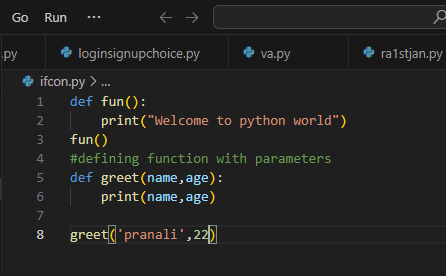 Go Run ...
.py loginsignupchoice.py va.py ra1stjan.py
ifcon.py > ...
1 def fun():
2 print("Welcome to python world")
3 fun()
4 #defining function with parameters
5 def greet(name,age):
6 print(name,age)
7
8 greet('pranali',22)